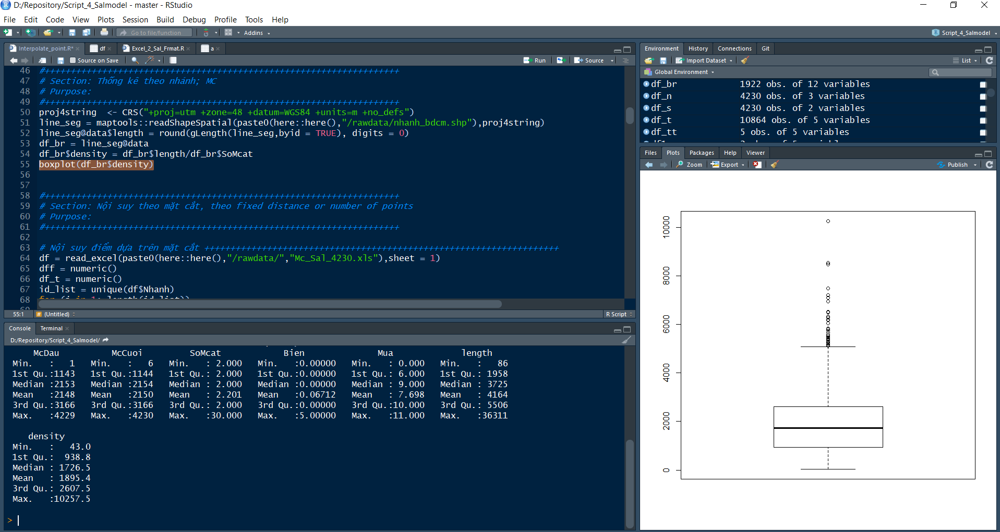 D:/Repository/Script_4_Salmodel - master - RStudio
File Edit Code View Plots Session Build Debug Profile Tools Help
Go to file/function Addins Script_4_Salmodel
Interpolate_point.R* df Excel_2_Sal_Frmat.R a
Source on Save Run Source
46 #++++++++++++++++++++++++++++++++++++++++++++++++++++++++++++++++++++
47 # Section: Thống kê theo nhánh; MC
48 # Purpose:
49 #++++++++++++++++++++++++++++++++++++++++++++++++++++++++++++++++++++
50 proj4string  <- CRS("+proj=utm +zone=48 +datum=WGS84 +units=m +no_defs")
51 line_seg = maptools::readShapeSpatial(paste0(here::here(),"/rawdata/nhanh_bdcm.shp"),proj4string)
52 line_seg@data$length = round(gLength(line_seg,byid = TRUE), digits = 0)
53 df_br = line_seg@data
54 df_br$density = df_br$length/df_br$SoMcat
55 boxplot(df_br$density)
56
57
58 #++++++++++++++++++++++++++++++++++++++++++++++++++++++++++++++++++++
59 # Section: Nội suy theo mặt cắt, theo fixed distance or number of points
60 # Purpose:
61 #++++++++++++++++++++++++++++++++++++++++++++++++++++++++++++++++++++
62
63 # Nội suy điểm dựa trên mặt cắt ++++++++++++++++++++++++++++++++++++++++++++++++++++++++++++++++++++
64 df = read_excel(paste0(here::here(),"/rawdata/","Mc_Sal_4230.xls"),sheet = 1)
65 dff = numeric()
66 df_t = numeric()
67 id_list = unique(df$Nhanh)
68 for (i in 1: length(id_list))
69
55:1 # (Untitled) R Script
Console Terminal
D:/Repository/Script_4_Salmodel/
McDau McCuoi SoMcat Bien Mua length
Min.   :   1 Min.   :   6 Min.   : 2.000 Min.   :0.00000 Min.   : 0.000 Min.   :   86
1st Qu.:1143 1st Qu.:1144 1st Qu.: 2.000 1st Qu.:0.00000 1st Qu.: 6.000 1st Qu.: 1958
Median :2153 Median :2154 Median : 2.000 Median :0.00000 Median : 9.000 Median : 3725
Mean   :2148 Mean   :2150 Mean   : 2.201 Mean   :0.06712 Mean   : 7.698 Mean   : 4164
3rd Qu.:3166 3rd Qu.:3166 3rd Qu.: 2.000 3rd Qu.:0.00000 3rd Qu.:10.000 3rd Qu.: 5506
Max.   :4229 Max.   :4230 Max.   :30.000 Max.   :5.00000 Max.   :11.000 Max.   :36311
density
Min.   :   43.0
1st Qu.:  938.8
Median : 1726.5
Mean   : 1895.4
3rd Qu.: 2607.5
Max.   :10257.5
>
Environment History Connections Git
Import Dataset List
Global Environment
df_br 1922 obs. of 12 variables
df_n 4230 obs. of 3 variables
df_s 4230 obs. of 2 variables
df_t 10864 obs. of 5 variables
df_tt 5 obs. of 5 variables
Files Plots Packages Help Viewer
Zoom Export Publish
10000
8000
6000
4000
2000
0